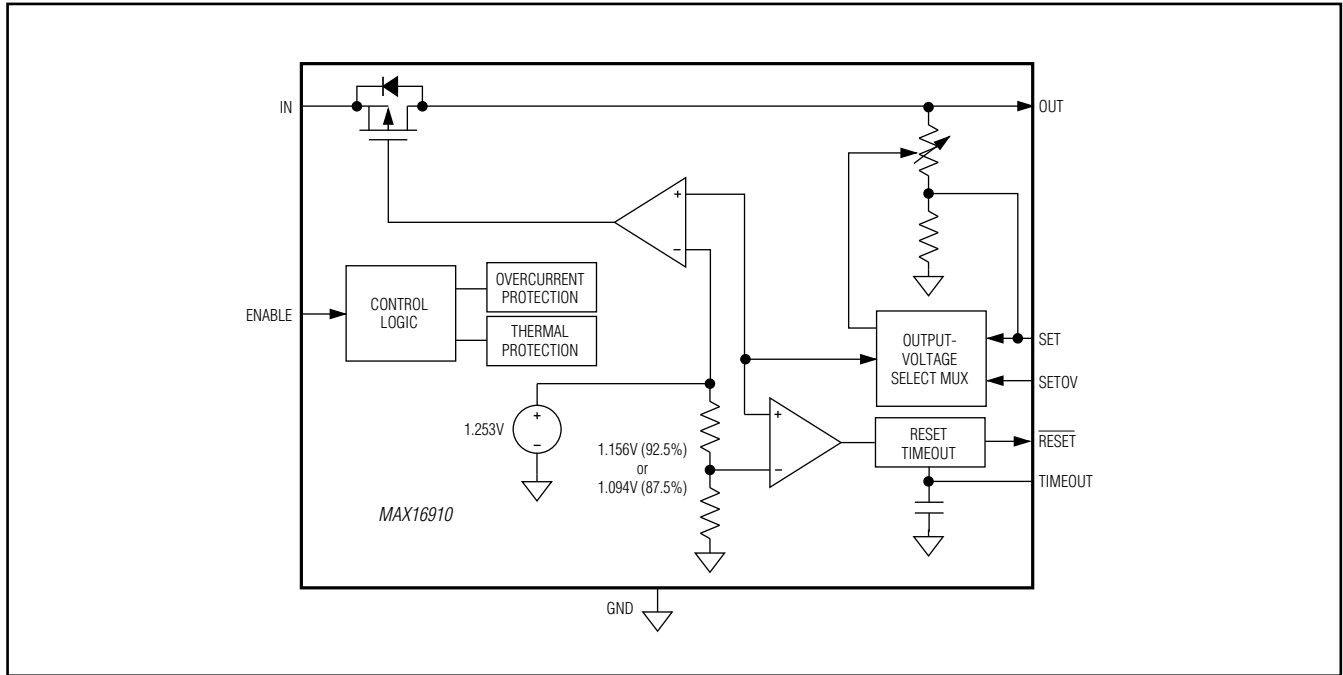 IN
OUT
+
−
OVERCURRENT
PROTECTION
CONTROL
LOGIC
ENABLE
THERMAL
PROTECTION
OUTPUT-
VOLTAGE
SELECT MUX
SET
SETOV
+
−
1.253V
1.156V (92.5%)
or
1.094V (87.5%)
+
−
RESET
TIMEOUT
RESET
TIMEOUT
MAX16910
GND